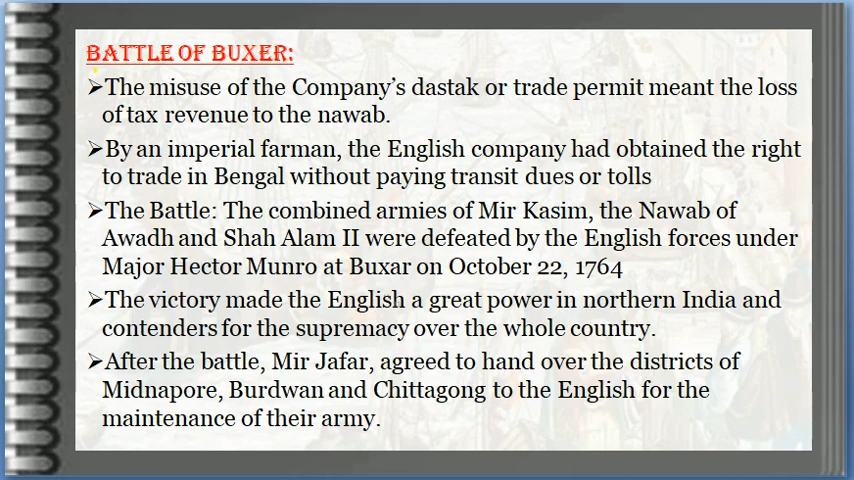 BATTLE OF BUXER:
➢The misuse of the Company's dastak or trade permit meant the loss
of tax revenue to the nawab.
➢By an imperial farman, the English company had obtained the right
to trade in Bengal without paying transit dues or tolls
➢The Battle: The combined armies of Mir Kasim, the Nawab of
Awadh and Shah Alam II were defeated by the English forces under
Major Hector Munro at Buxar on October 22, 1764
➢The victory made the English a great power in northern India and
contenders for the supremacy over the whole country.
➢After the battle, Mir Jafar, agreed to hand over the districts of
Midnapore, Burdwan and Chittagong to the English for the
maintenance of their army.